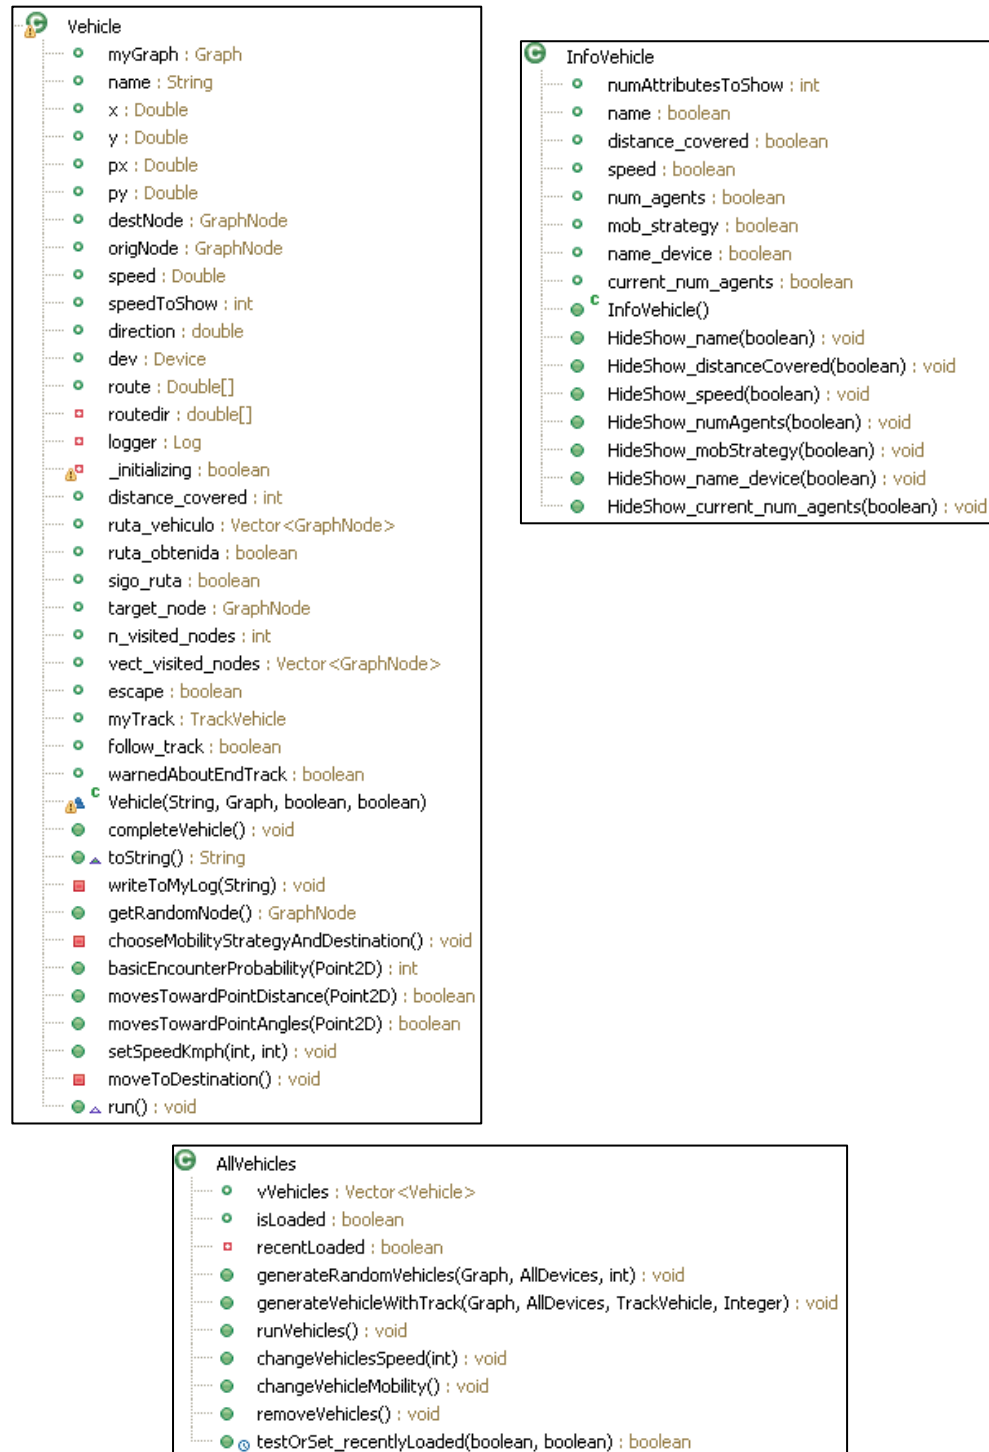 Vehicle
myGraph : Graph
name : String
x : Double
y : Double
px : Double
py : Double
destNode : GraphNode
origNode : GraphNode
speed : Double
speedToShow : int
direction : double
dev : Device
route : Double[]
routedir : double[]
logger : Log
_initializing : boolean
distance_covered : int
ruta_vehiculo : Vector<GraphNode>
ruta_obtenida : boolean
sigo_ruta : boolean
target_node : GraphNode
n_visited_nodes : int
vect_visited_nodes : Vector<GraphNode>
escape : boolean
myTrack : TrackVehicle
follow_track : boolean
warnedAboutEndTrack : boolean
Vehicle(String, Graph, boolean, boolean)
completeVehicle() : void
toString() : String
writeToMyLog(String) : void
getRandomNode() : GraphNode
chooseMobilityStrategyAndDestination() : void
basicEncounterProbability(Point2D) : int
movesTowardPointDistance(Point2D) : boolean
movesTowardPointAngles(Point2D) : boolean
setSpeedKmph(int, int) : void
moveToDestination() : void
run() : void
InfoVehicle
numAttributesToShow : int
name : boolean
distance_covered : boolean
speed : boolean
num_agents : boolean
mob_strategy : boolean
name_device : boolean
current_num_agents : boolean
InfoVehicle()
HideShow_name(boolean) : void
HideShow_distanceCovered(boolean) : void
HideShow_speed(boolean) : void
HideShow_numAgents(boolean) : void
HideShow_mobStrategy(boolean) : void
HideShow_name_device(boolean) : void
HideShow_current_num_agents(boolean) : void
AllVehicles
vVehicles : Vector<Vehicle>
isLoaded : boolean
recentLoaded : boolean
generateRandomVehicles(Graph, AllDevices, int) : void
generateVehicleWithTrack(Graph, AllDevices, TrackVehicle, Integer) : void
runVehicles() : void
changeVehiclesSpeed(int) : void
changeVehicleMobility() : void
removeVehicles() : void
testOrSet_recentlyLoaded(boolean, boolean) : boolean